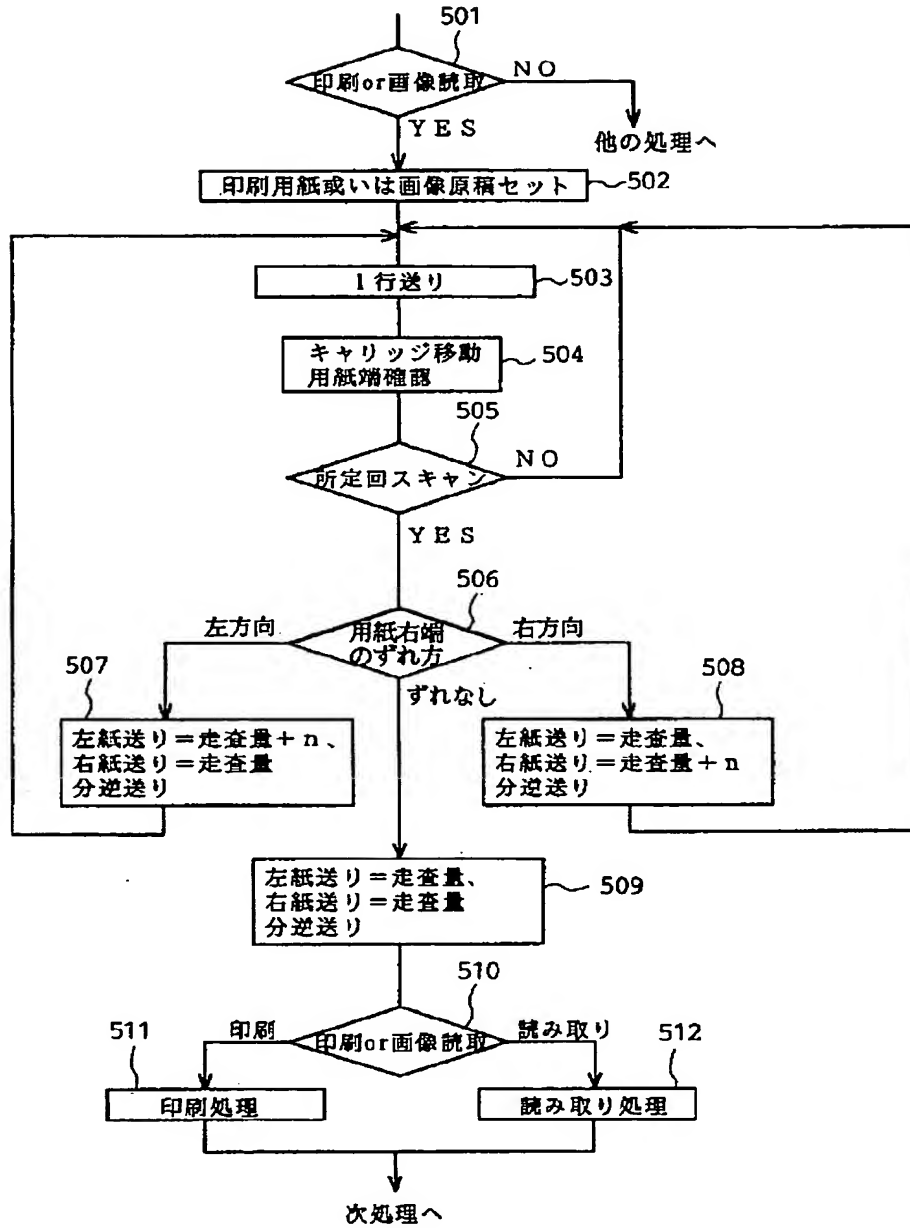 501
印刷or画像読取
NO
YES
他の処理へ
印刷用紙或いは画像原稿セット
502
1行送り
503
キャリッジ移動
用紙端確認
504
505
所定回スキャン
NO
YES
506
左方向
用紙右端
のずれ方
右方向
507
ずれなし
508
左紙送り=走査量+n、
右紙送り=走査量
分逆送り
左紙送り=走査量、
右紙送り=走査量+n
分逆送り
左紙送り=走査量、
右紙送り=走査量
分逆送り
509
510
印刷
印刷or画像読取
読み取り
511
512
印刷処理
読み取り処理
次処理へ